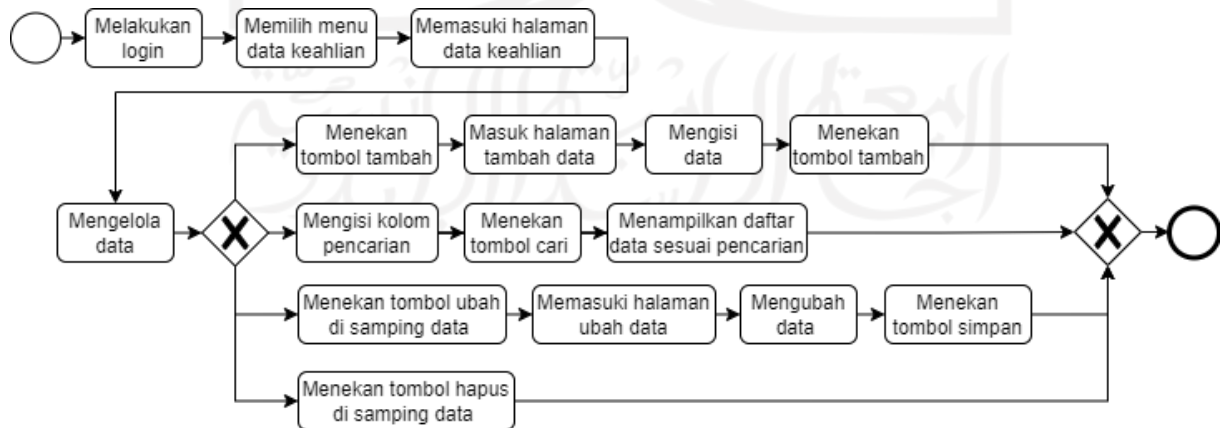 Melakukan
login
Memilih menu
data keahlian
Memasuki halaman
data keahlian
Menekan
tombol tambah
Masuk halaman
tambah data
Mengisi
data
Menekan
tombol tambah
Mengelola
data
Mengisi kolom
pencarian
Menekan
tombol cari
Menampilkan daftar
data sesuai pencarian
Menekan tombol ubah
di samping data
Memasuki halaman
ubah data
Mengubah
data
Menekan
tombol simpan
Menekan tombol hapus
di samping data